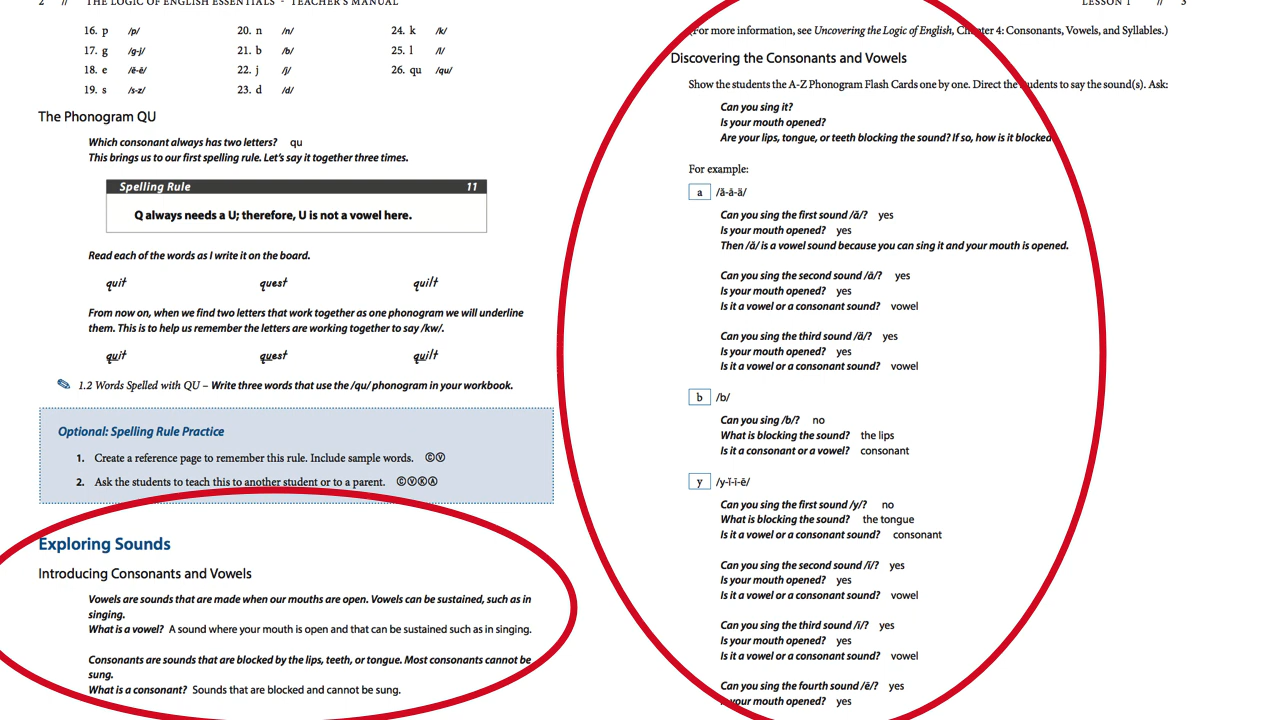 2 // THE LOGIC OF ENGLISH ESSENTIALS - TEACHER'S MANUAL
16. p /p/ 20. n /n/ 24. k /k/
17. g /g-j/ 21. b /b/ 25. l /l/
18. e /ĕ-ē/ 22. j /j/ 26. qu /qu/
19. s /s-z/ 23. d /d/
The Phonogram QU
Which consonant always has two letters? qu
This brings us to our first spelling rule. Let's say it together three times.
Spelling Rule 11
Q always needs a U; therefore, U is not a vowel here.
Read each of the words as I write it on the board.
quit quest quilt
From now on, when we find two letters that work together as one phonogram we will underline
them. This is to help us remember the letters are working together to say /kw/.
quit quest quilt
1.2 Words Spelled with QU – Write three words that use the /qu/ phonogram in your workbook.
Optional: Spelling Rule Practice
1. Create a reference page to remember this rule. Include sample words. Ⓒ Ⓥ
2. Ask the students to teach this to another student or to a parent. Ⓒ Ⓥ Ⓚ Ⓐ
Exploring Sounds
Introducing Consonants and Vowels
Vowels are sounds that are made when our mouths are open. Vowels can be sustained, such as in
singing.
What is a vowel? A sound where your mouth is open and that can be sustained such as in singing.
Consonants are sounds that are blocked by the lips, teeth, or tongue. Most consonants cannot be
sung.
What is a consonant? Sounds that are blocked and cannot be sung.
LESSON 1 // 3
(For more information, see Uncovering the Logic of English, Chapter 4: Consonants, Vowels, and Syllables.)
Discovering the Consonants and Vowels
Show the students the A-Z Phonogram Flash Cards one by one. Direct the students to say the sound(s). Ask:
Can you sing it?
Is your mouth opened?
Are your lips, tongue, or teeth blocking the sound? If so, how is it blocked
For example:
a /ă-ā-ä/
Can you sing the first sound /ă/? yes
Is your mouth opened? yes
Then /ă/ is a vowel sound because you can sing it and your mouth is opened.
Can you sing the second sound /ā/? yes
Is your mouth opened? yes
Is it a vowel or a consonant sound? vowel
Can you sing the third sound /ä/? yes
Is your mouth opened? yes
Is it a vowel or a consonant sound? vowel
b /b/
Can you sing /b/? no
What is blocking the sound? the lips
Is it a consonant or a vowel? consonant
y /y-ĭ-ī-ē/
Can you sing the first sound /y/? no
What is blocking the sound? the tongue
Is it a vowel or a consonant sound? consonant
Can you sing the second sound /ĭ/? yes
Is your mouth opened? yes
Is it a vowel or a consonant sound? vowel
Can you sing the third sound /ī/? yes
Is your mouth opened? yes
Is it a vowel or a consonant sound? vowel
Can you sing the fourth sound /ē/? yes
your mouth opened? yes